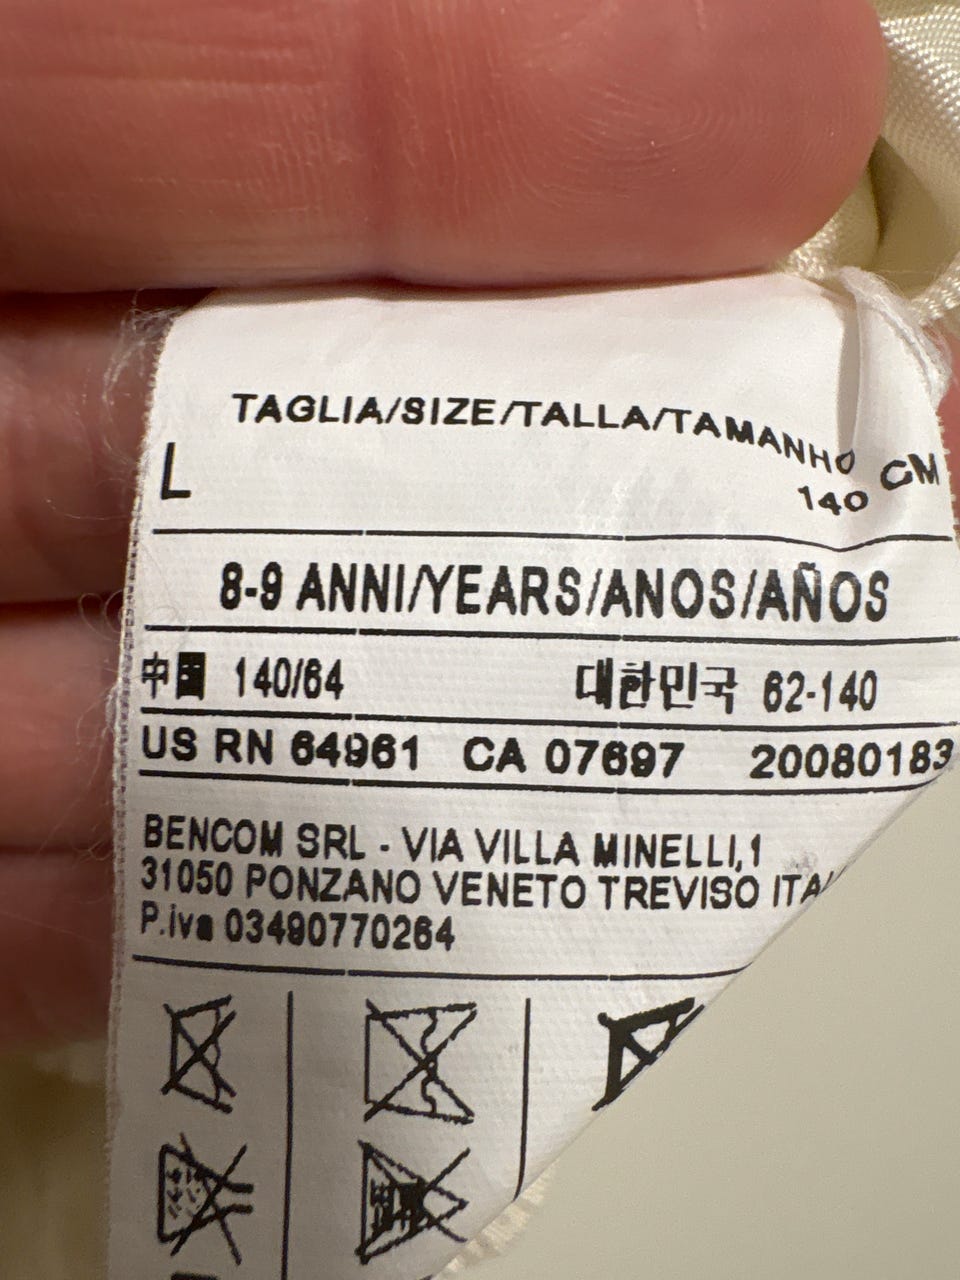 TAGLIA/SIZE/TALLA/TAMANHO CM
L 140
8-9 ANNI/YEARS/ANOS/AÑOS
中國 140/64 대한민국 62-140
US RN 64961 CA 07697 20080183
BENCOM SRL - VIA VILLA MINELLI,1
31050 PONZANO VENETO TREVISO ITA
P.iva 03490770264